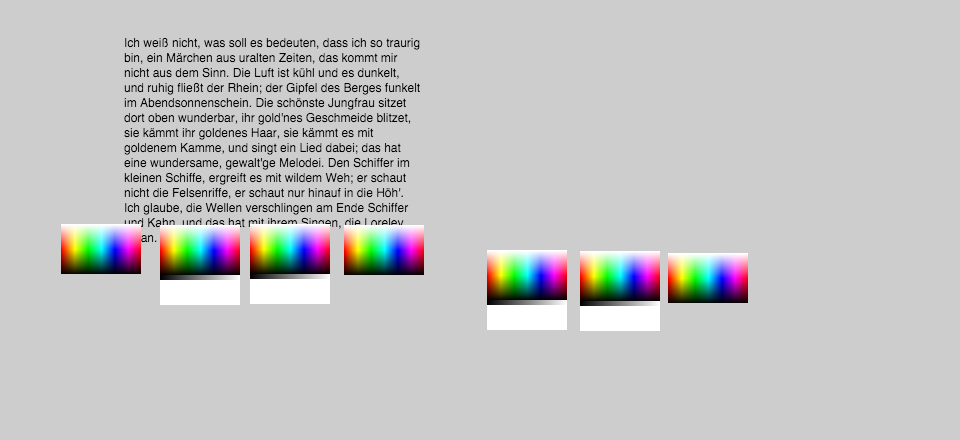 Ich weiß nicht, was soll es bedeuten, dass ich so traurig
bin, ein Märchen aus uralten Zeiten, das kommt mir
nicht aus dem Sinn. Die Luft ist kühl und es dunkelt,
und ruhig fließt der Rhein; der Gipfel des Berges funkelt
im Abendsonnenschein. Die schönste Jungfrau sitzet
dort oben wunderbar, ihr gold'nes Geschmeide blitzet,
sie kämmt ihr goldenes Haar, sie kämmt es mit
goldenem Kamme, und singt ein Lied dabei; das hat
eine wundersame, gewalt'ge Melodei. Den Schiffer im
kleinen Schiffe, ergreift es mit wildem Weh; er schaut
nicht die Felsenriffe, er schaut nur hinauf in die Höh'.
Ich glaube, die Wellen verschlingen am Ende Schiffer
und Kahn, und das hat mit ihrem Singen, die Loreley